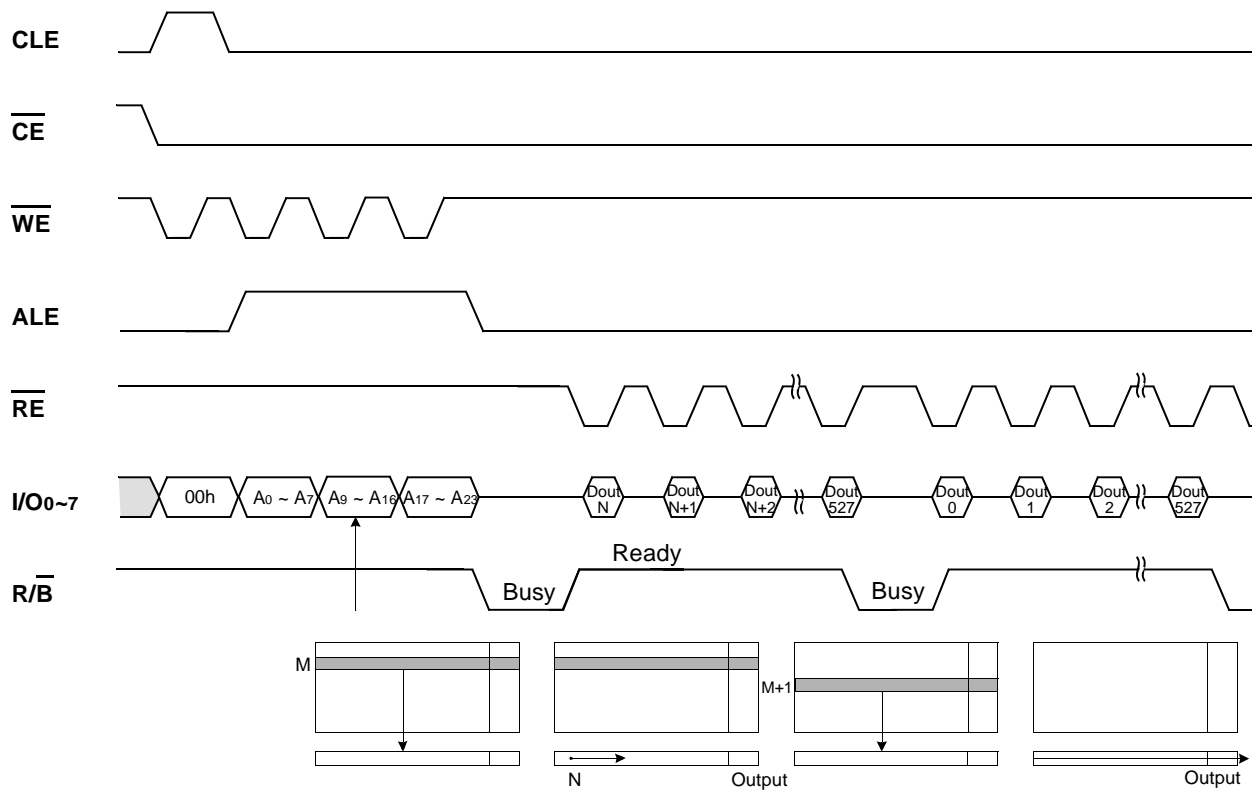 CLE
CE
WE
ALE
RE
I/O0~7 00h A0 ~ A7 A9 ~ A16 A17 ~ A23 Dout N Dout N+1 Dout N+2 Dout 527 Dout 0 Dout 1 Dout 2 Dout 527
R/B Busy Ready Busy
M M+1
N Output Output